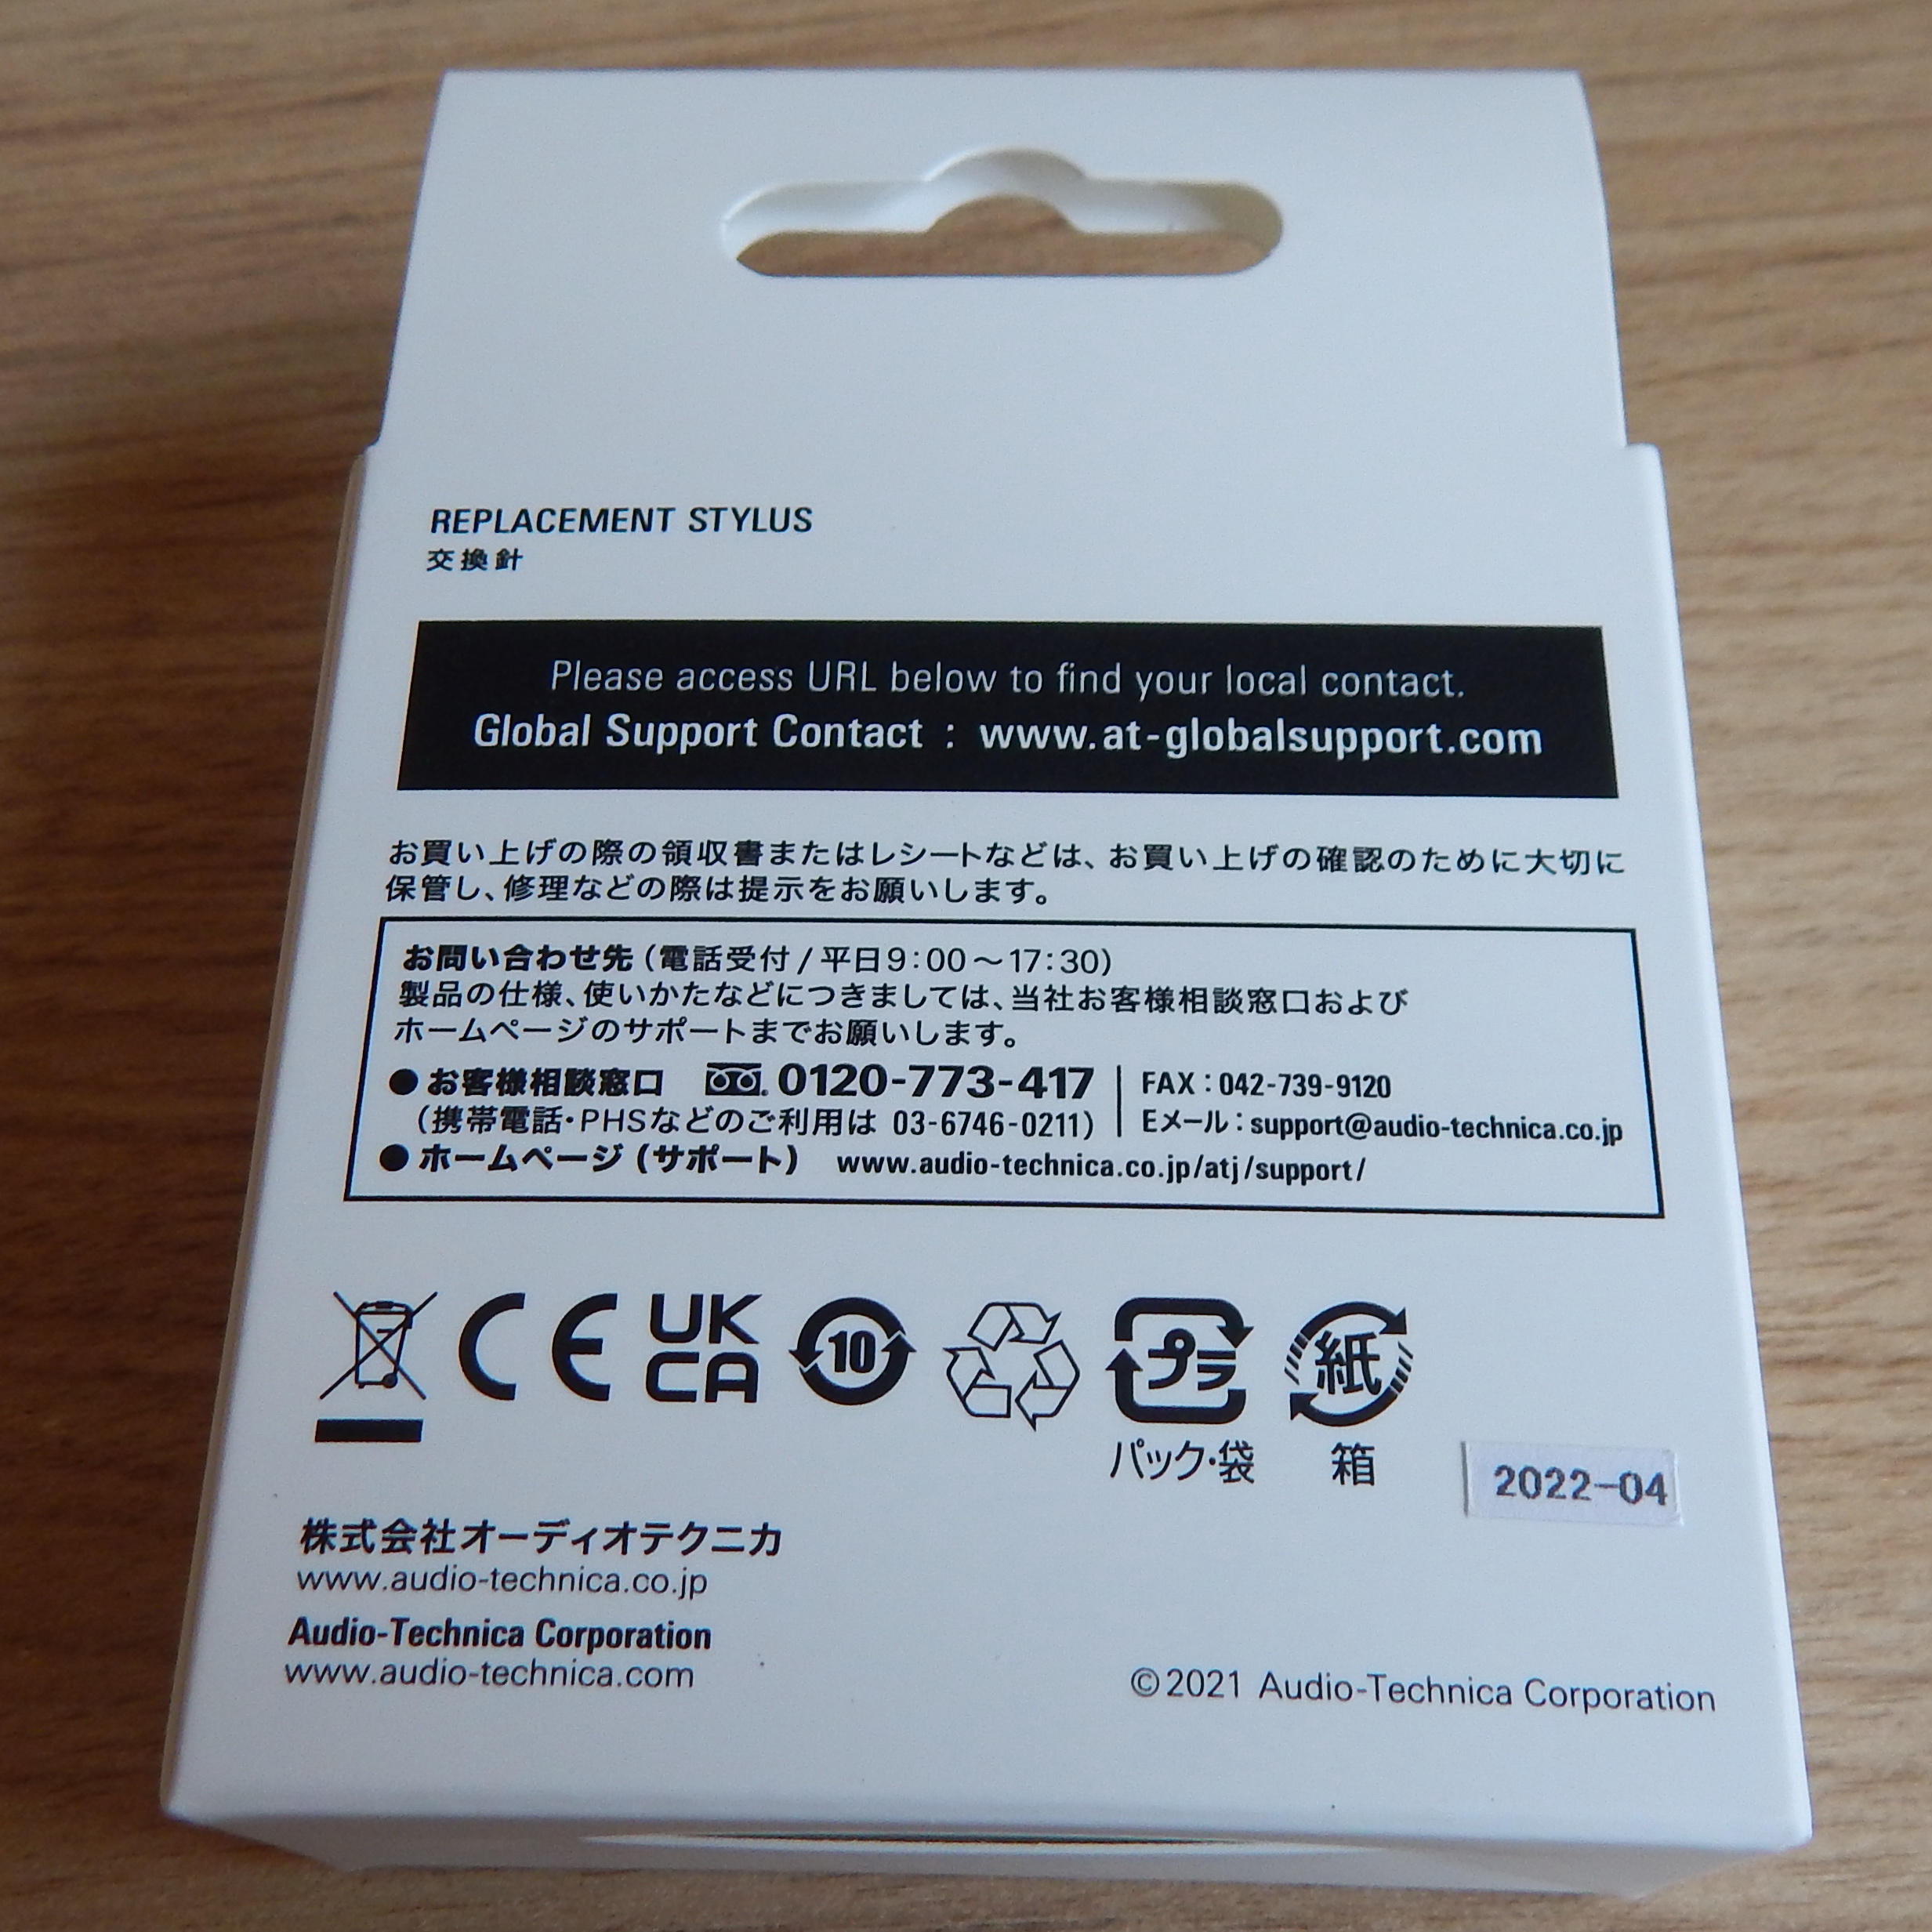 REPLACEMENT STYLUS
交換針
Please access URL below to find your local contact.
Global Support Contact : www.at-globalsupport.com
お買い上げの際の領収書またはレシートなどは、お買い上げの確認のために大切に
保管し、修理などの際は提示をお願いします。
お問い合わせ先（電話受付/平日9:00～17:30）
製品の仕様、使いかたなどにつきましては、当社お客様相談窓口および
ホームページのサポートまでお願いします。
●お客様相談窓口 0120-773-417
（携帯電話・PHSなどのご利用は 03-6746-0211）
FAX：042-739-9120
Eメール：support@audio-technica.co.jp
●ホームページ（サポート） www.audio-technica.co.jp/atj/support/
CE UK CA 10 プラ 紙
パック・袋 箱
2022-04
株式会社オーディオテクニカ
www.audio-technica.co.jp
Audio-Technica Corporation
www.audio-technica.com
©2021 Audio-Technica Corporation